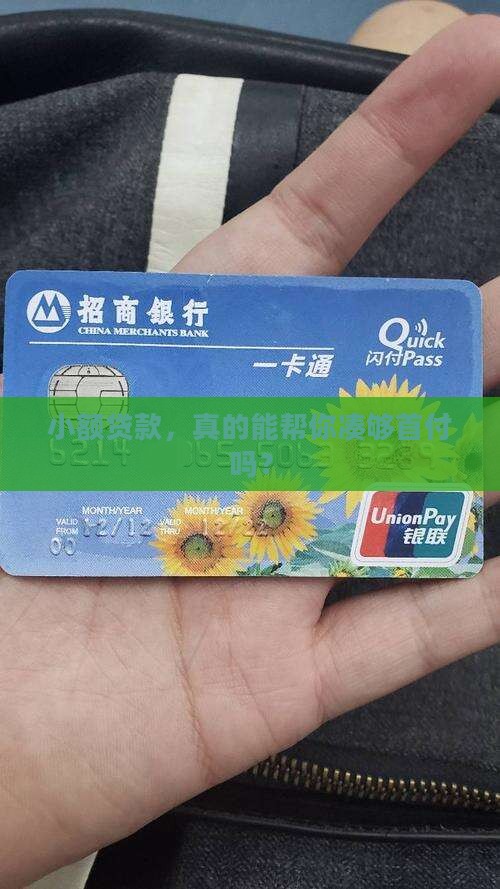 招商银行
CHINA MERCHANTS BANK
Quick
闪付Pass
一卡通
小额贷款，真的能帮你凑够首付
吗？
MONTH/YEAR MONTH/YEAR
VALID FROM 12/12 VALID THRU 12/22
00
UnionPay
银联